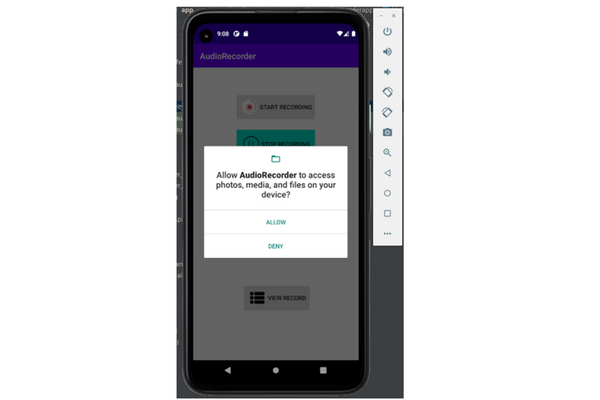 app
derapp
9:08
AudioRecorder
START RECORDING
STOP RECORDING
Allow AudioRecorder to access
photos, media, and files on your
device?
ALLOW
DENY
VIEW RECORD